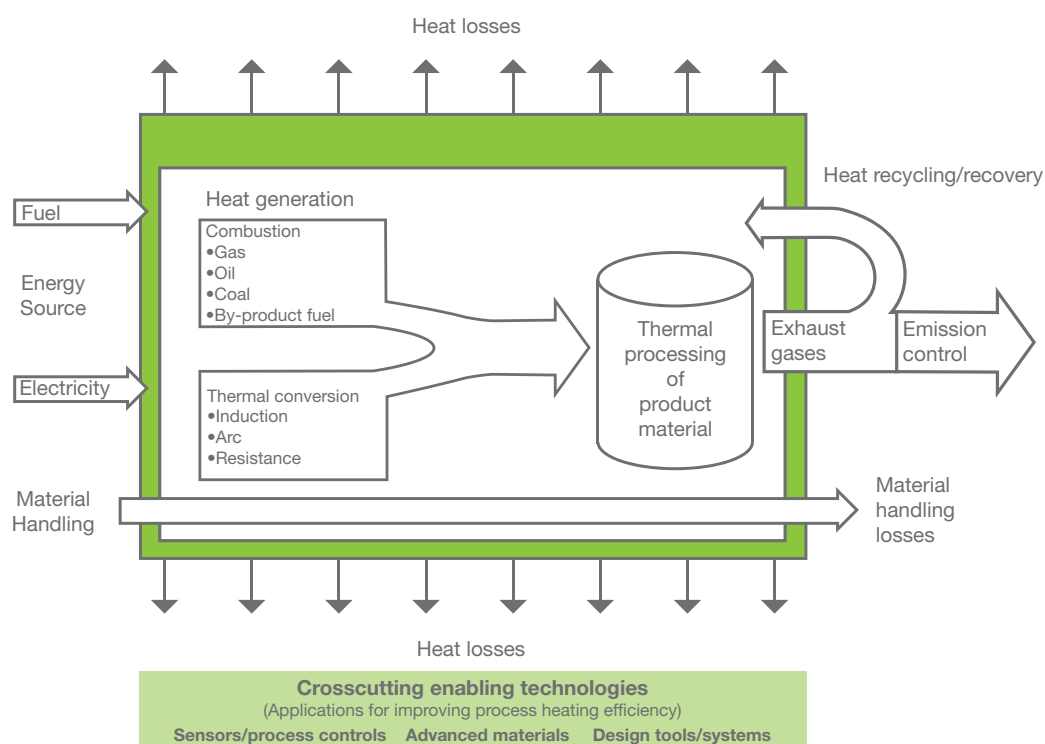 Heat losses
Heat recycling/recovery
Fuel
Energy
Source
Electricity
Heat generation
Combustion
•Gas
•Oil
•Coal
•By-product fuel
Thermal conversion
•Induction
•Arc
•Resistance
Thermal
processing
of
product
material
Exhaust
gases
Emission
control
Material
Handling
Material
handling
losses
Heat losses
Crosscutting enabling technologies
(Applications for improving process heating efficiency)
Sensors/process controls Advanced materials Design tools/systems